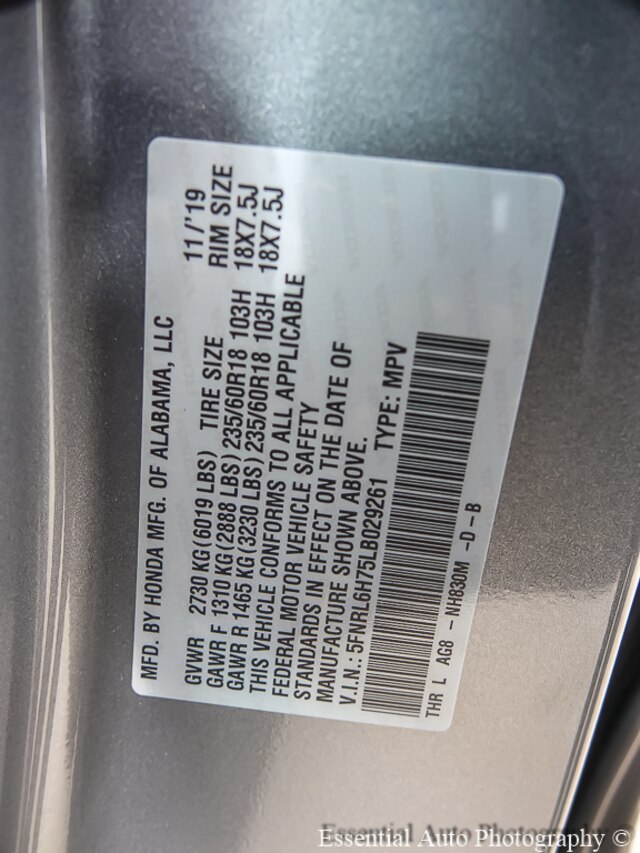 MFD. BY HONDA MFG. OF ALABAMA, LLC 11/'19
GVWR 2730 KG (6019 LBS) TIRE SIZE RIM SIZE
GAWR F 1310 KG (2888 LBS) 235/60R18 103H 18X7.5J
GAWR R 1465 KG (3230 LBS) 235/60R18 103H 18X7.5J
THIS VEHICLE CONFORMS TO ALL APPLICABLE
FEDERAL MOTOR VEHICLE SAFETY
STANDARDS IN EFFECT ON THE DATE OF
MANUFACTURE SHOWN ABOVE.
V.I.N.: 5FNRL6H75LB029261 TYPE: MPV
THR L AG8 - NH830M -D-B
Essential Auto Photography ©